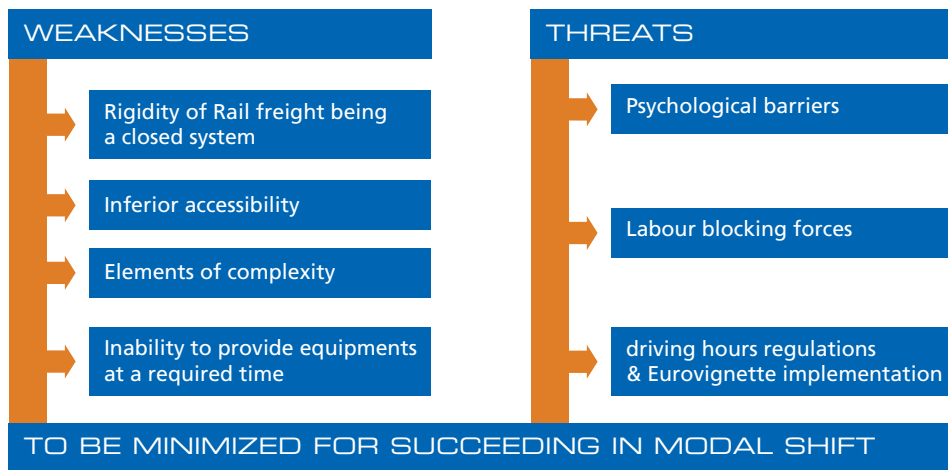 WEAKNESSES
Rigidity of Rail freight being
a closed system
Inferior accessibility
Elements of complexity
Inability to provide equipments
at a required time
THREATS
Psychological barriers
Labour blocking forces
driving hours regulations
& Eurovignette implementation
TO BE MINIMIZED FOR SUCCEEDING IN MODAL SHIFT